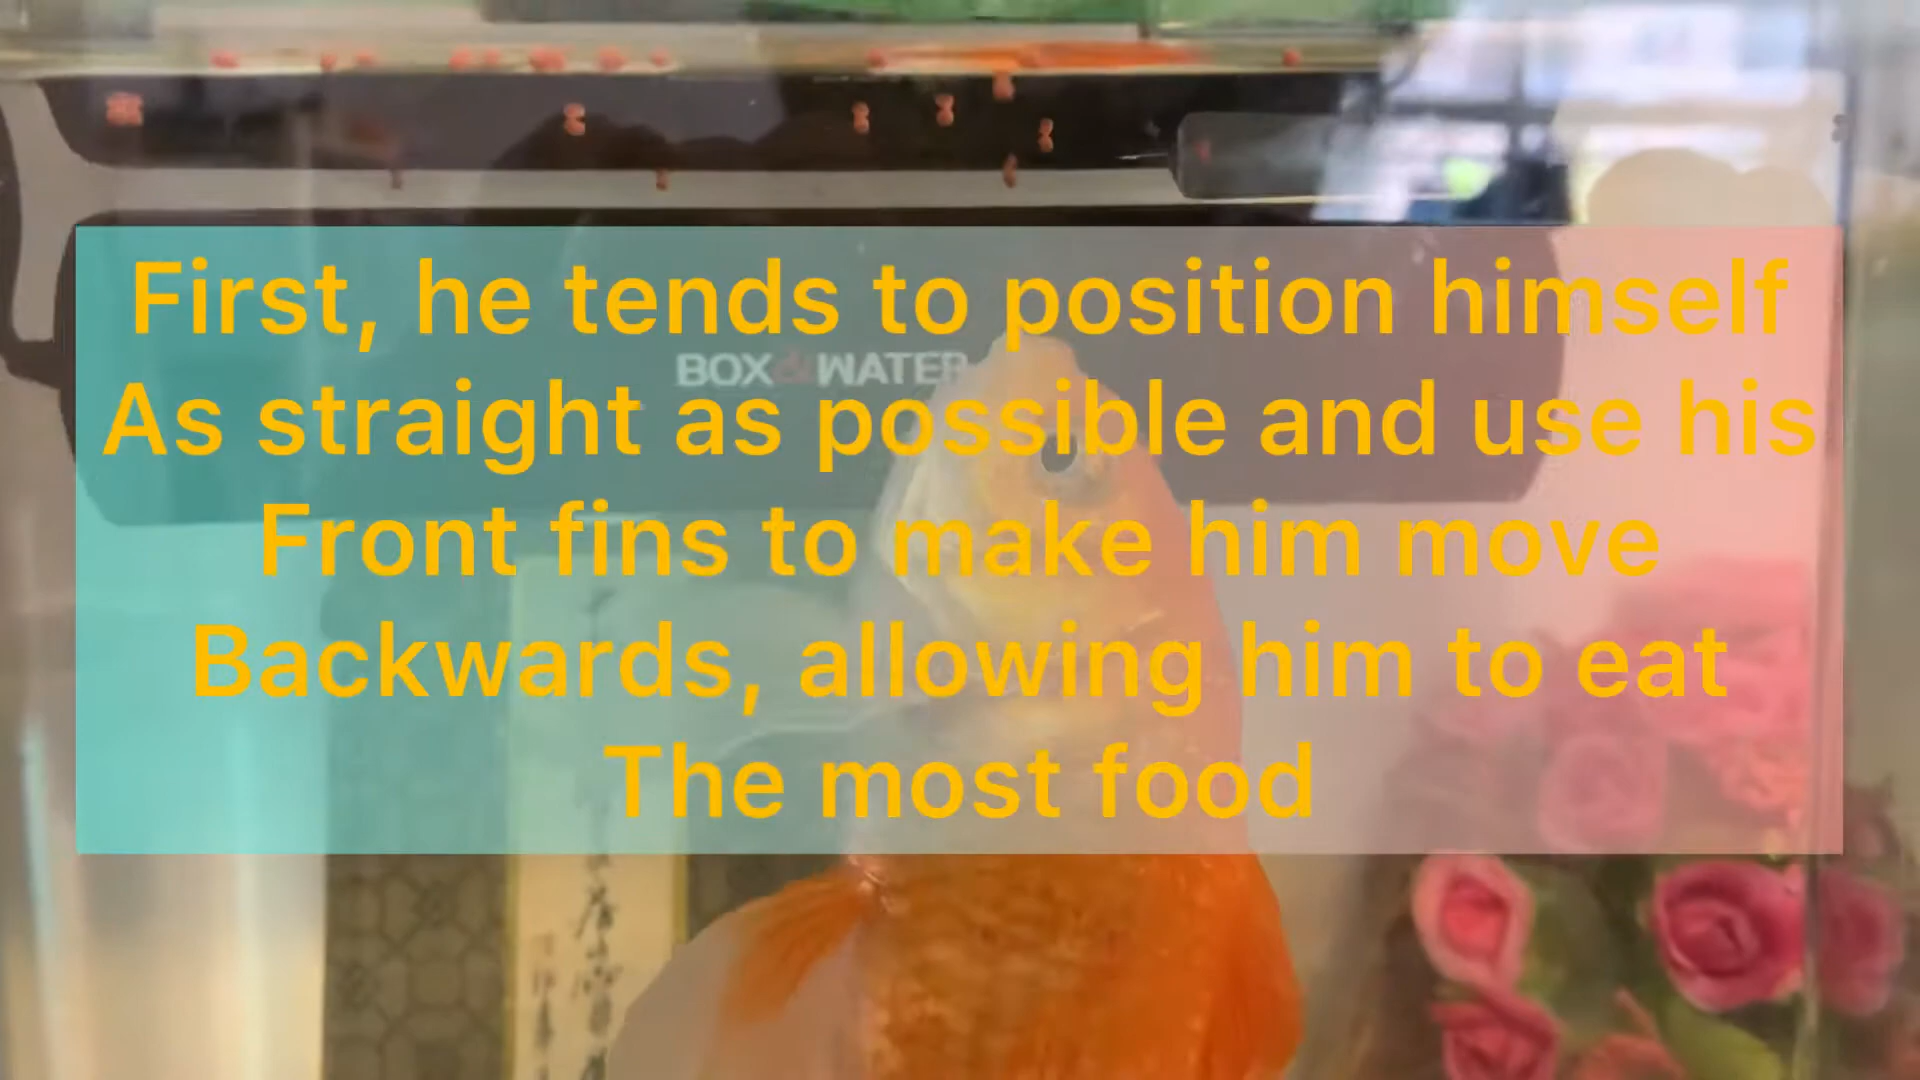 First, he tends to position himself
BOX&WATER
As straight as possible and use his
Front fins to make him move
Backwards, allowing him to eat
The most food